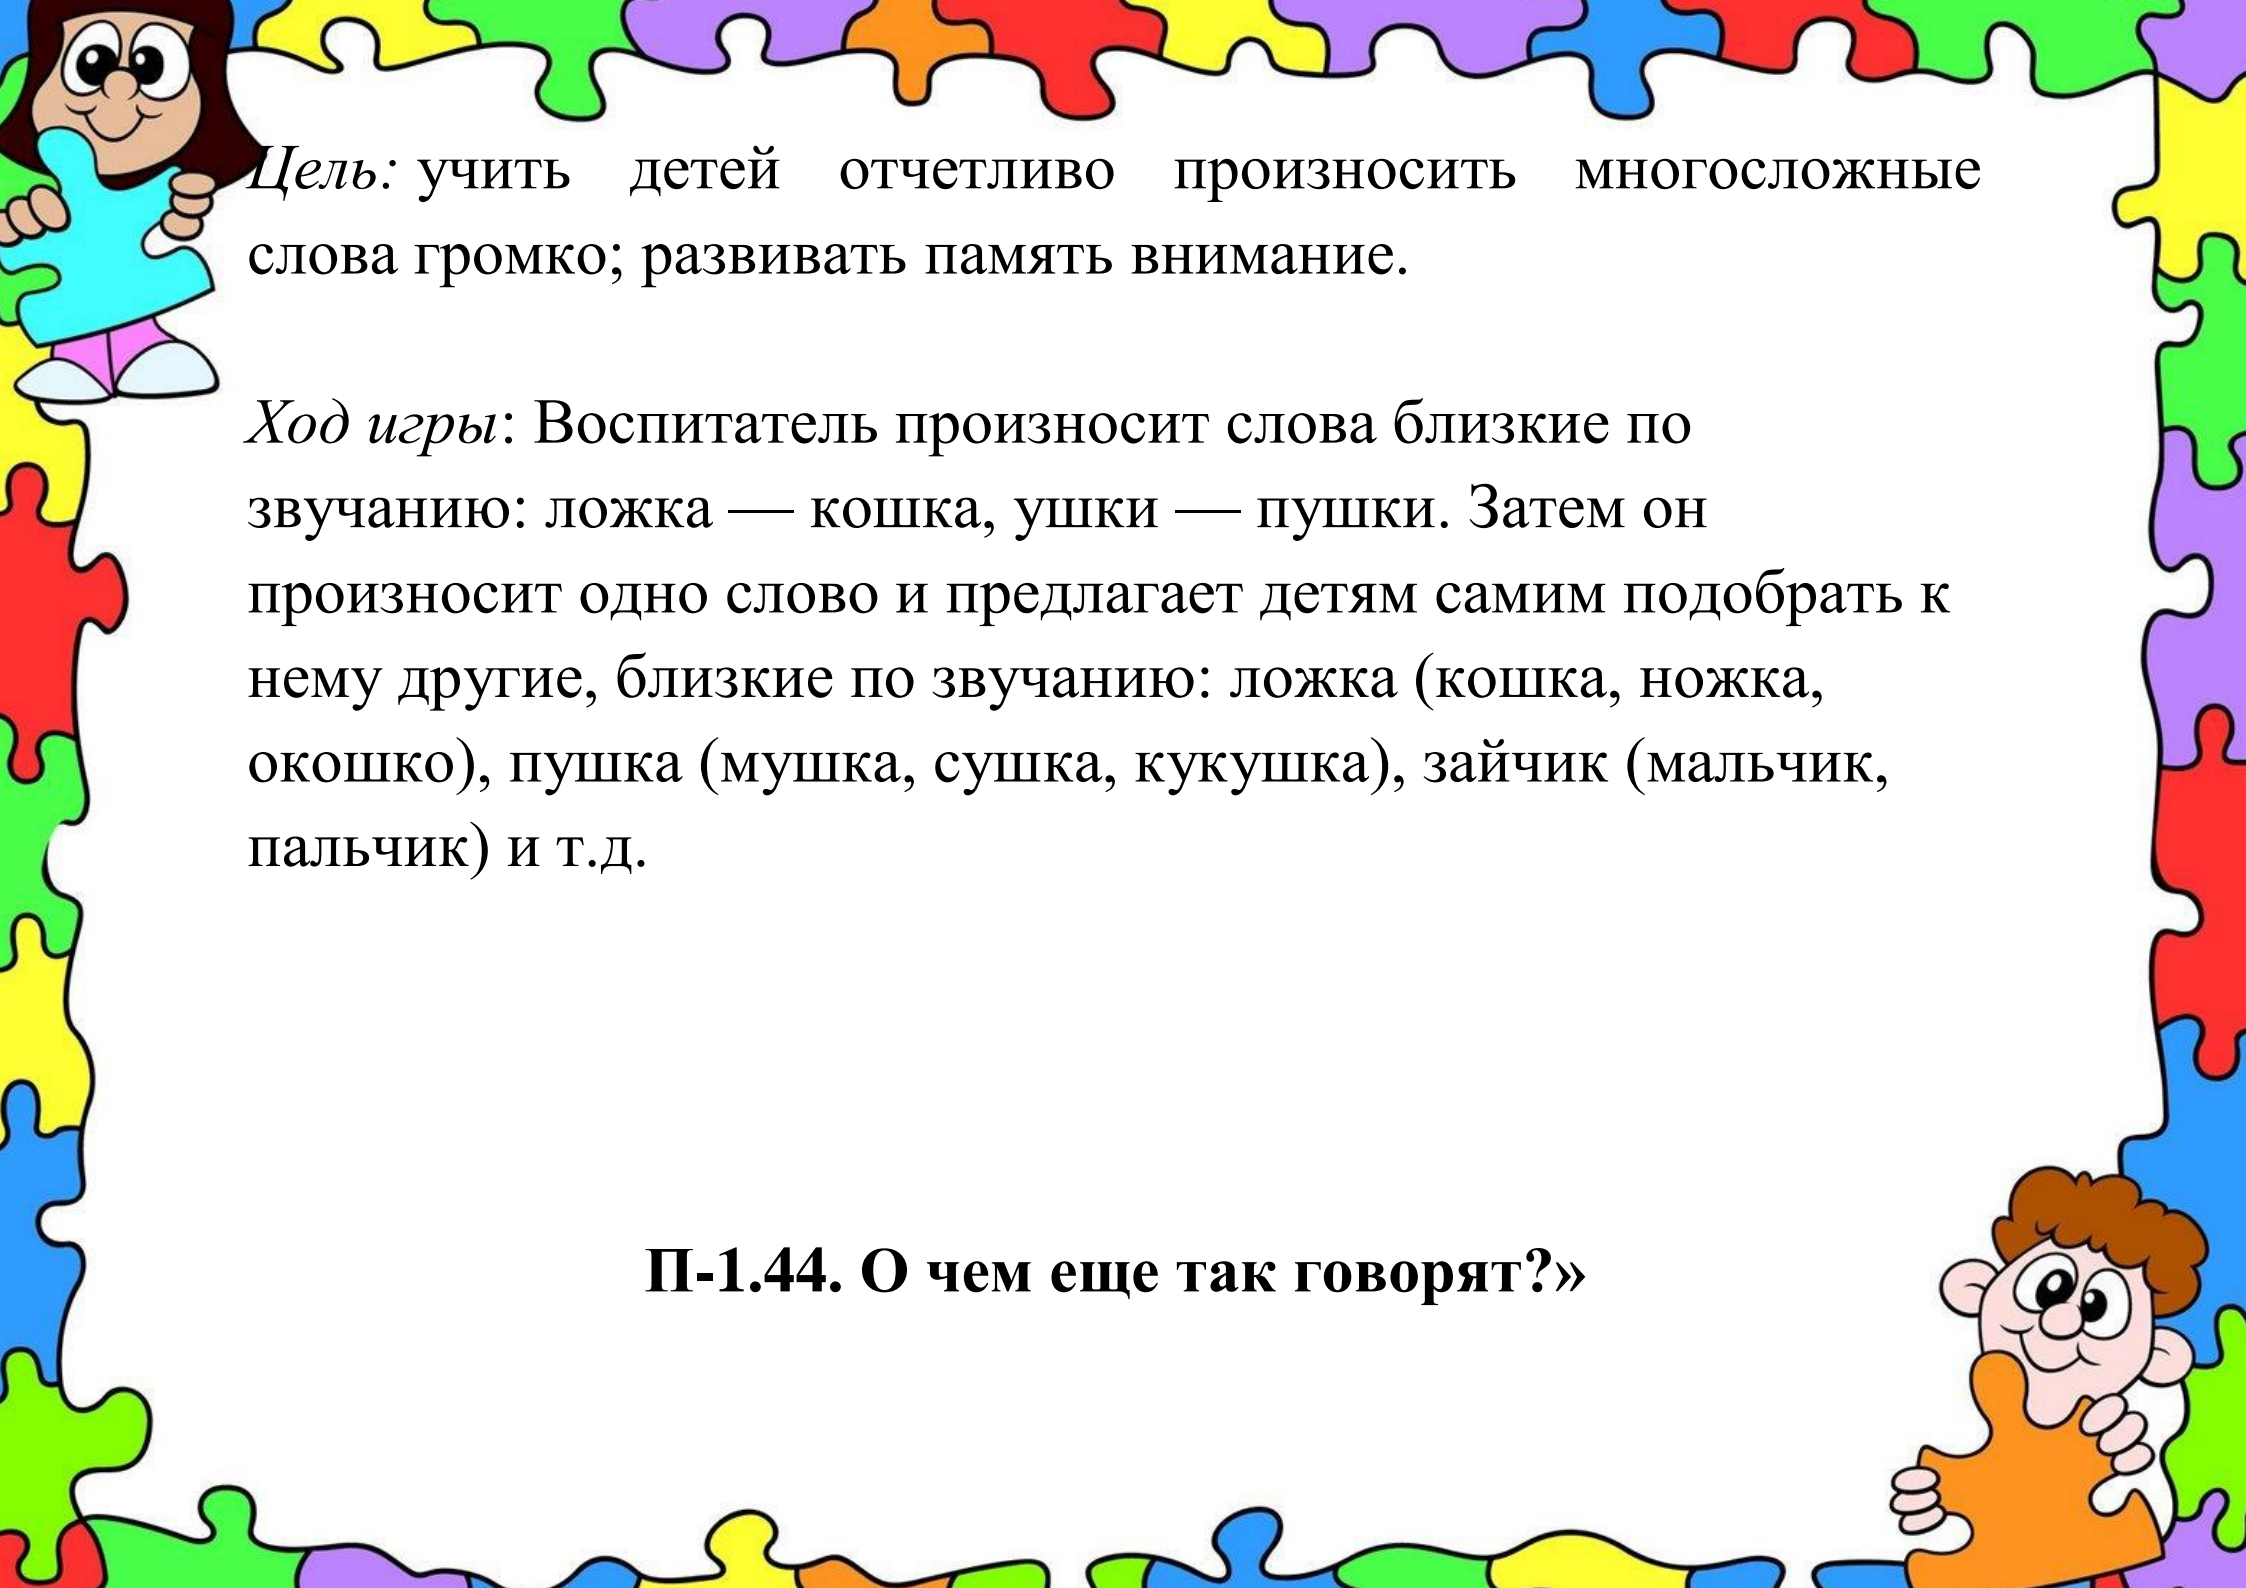 Цель: учить детей отчетливо произносить многосложные
слова громко; развивать память внимание.
Ход игры: Воспитатель произносит слова близкие по
звучанию: ложка — кошка, ушки — пушки. Затем он
произносит одно слово и предлагает детям самим подобрать к
нему другие, близкие по звучанию: ложка (кошка, ножка,
окошко), пушка (мушка, сушка, кукушка), зайчик (мальчик,
пальчик) и т.д.
П-1.44. О чем еще так говорят?»